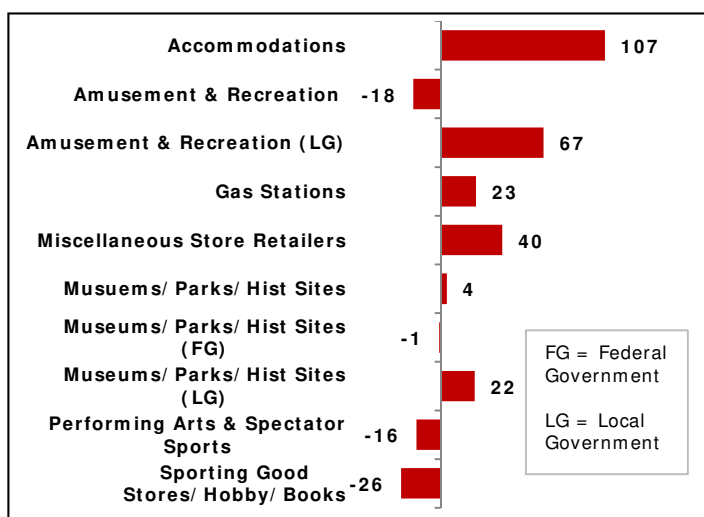 Accommodations
107
Amusement & Recreation
-18
Amusement & Recreation (LG)
67
Gas Stations
23
Miscellaneous Store Retailers
40
Musuems/ Parks/ Hist Sites
4
Museums/ Parks/ Hist Sites
(FG)
-1
Museums/ Parks/ Hist Sites
(LG)
22
Performing Arts & Spectator
Sports
-16
Sporting Good
Stores/ Hobby/ Books
-26
FG = Federal
Government
LG = Local
Government